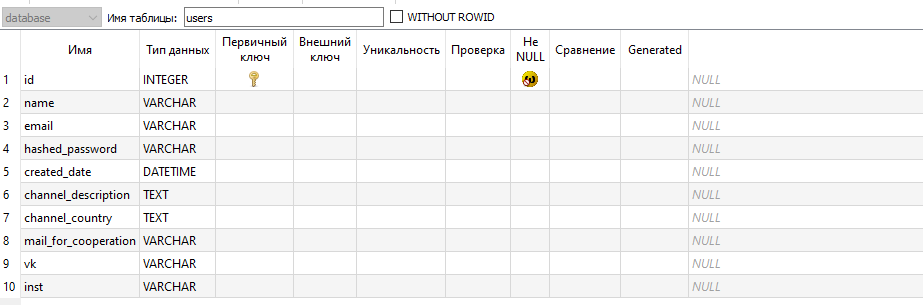 database Имя таблицы: users WITHOUT ROWID
Имя Тип данных Первичный ключ Внешний ключ Уникальность Проверка Не NULL Сравнение Generated
1 id INTEGER NULL
2 name VARCHAR NULL
3 email VARCHAR NULL
4 hashed_password VARCHAR NULL
5 created_date DATETIME NULL
6 channel_description TEXT NULL
7 channel_country TEXT NULL
8 mail_for_cooperation VARCHAR NULL
9 vk VARCHAR NULL
10 inst VARCHAR NULL